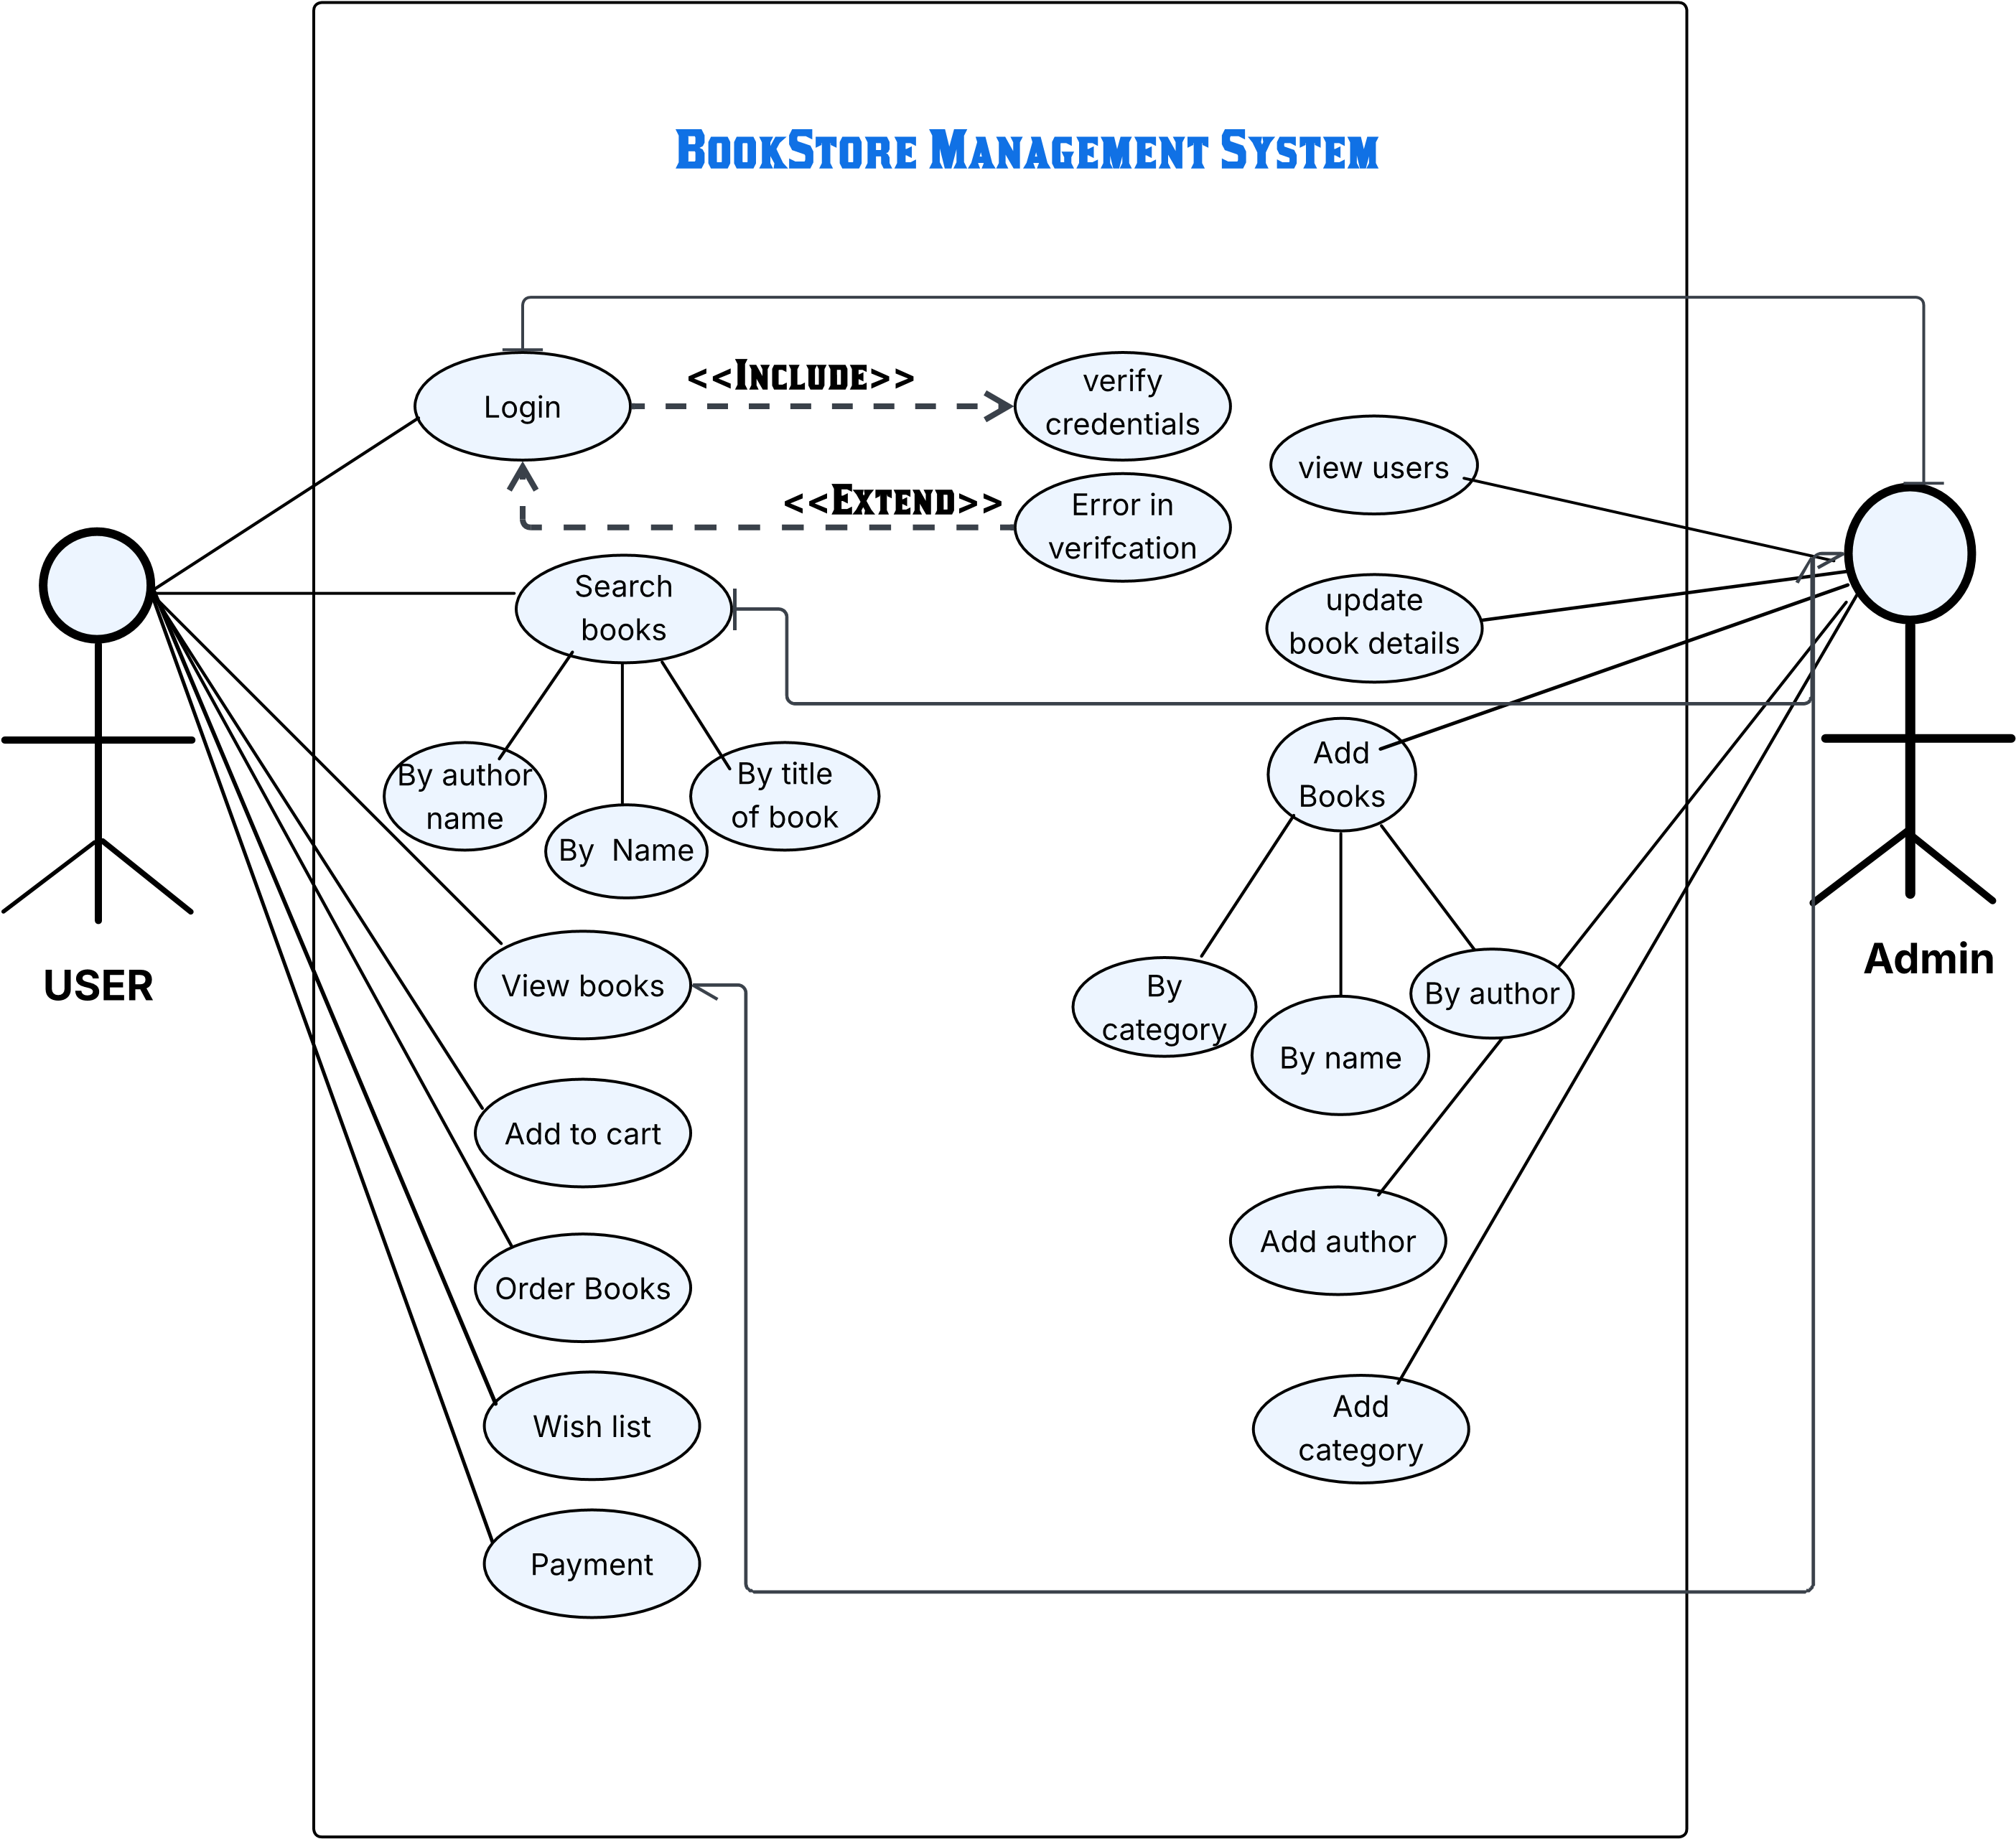 BookStore Management System
<<Include>>
Login
verify
credentials
view users
<<Extend>>
Error in
verifcation
Search
books
update
book details
By author
name
By Name
By title
of book
Add
Books
USER
Admin
View books
By
category
By name
By author
Add to cart
Add author
Order Books
Wish list
Add
category
Payment